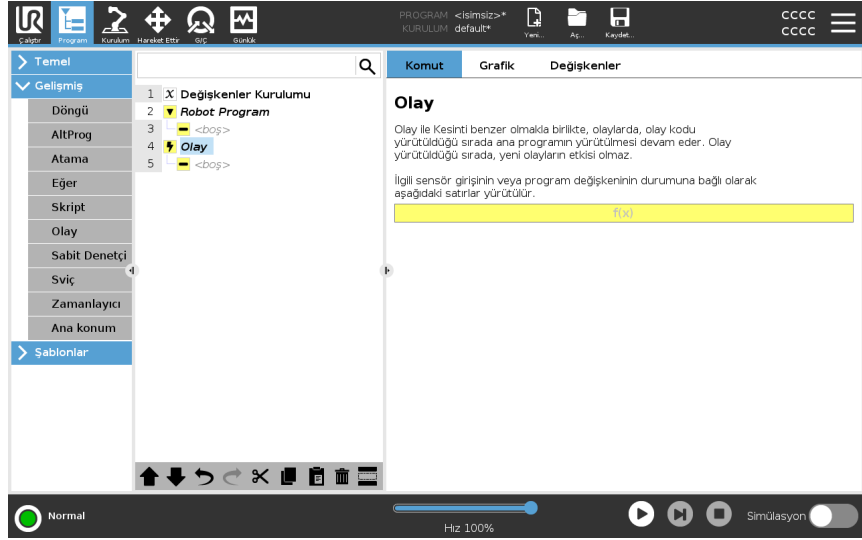 UR
Çalıştır
Program
Kurulum
Hareket Ettir
G/Ç
Günlük
PROGRAM <isimsiz>*
KURULUM default*
Yeni...
Aç...
Kaydet...
CCCC
CCCC
Temel
Gelişmiş
Döngü
AltProg
Atama
Eğer
Skript
Olay
Sabit Denetçi
Sviç
Zamanlayıcı
Ana konum
Şablonlar
1 X Değişkenler Kurulumu
2 Robot Program
3 <boş>
4 Olay
5 <boş>
Komut
Grafik
Değişkenler
Olay
Olay ile Kesinti benzer olmakla birlikte, olaylarda, olay kodu
yürütüldüğü sırada ana programın yürütülmesi devam eder. Olay
yürütüldüğü sırada, yeni olayların etkisi olmaz.
İlgili sensör girişinin veya program değişkeninin durumuna bağlı olarak
aşağıdaki satırlar yürütülür.
f(x)
Normal
Hız 100%
Simülasyon